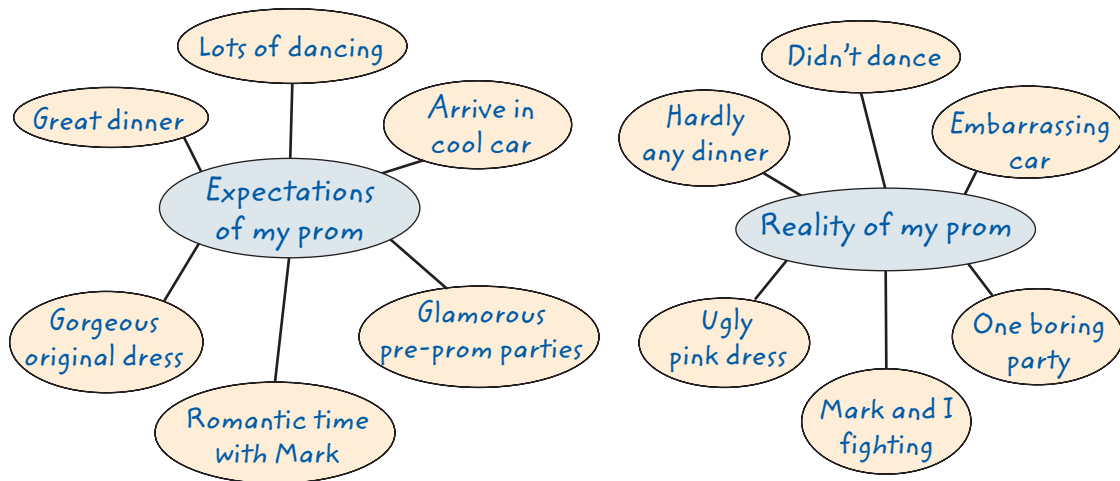 Lots of dancing
Great dinner
Arrive in
cool car
Expectations
of my prom
Gorgeous
original dress
Glamorous
pre-prom parties
Romantic time
with Mark
Didn't dance
Hardly
any dinner
Embarrassing
car
Reality of my prom
Ugly
pink dress
One boring
party
Mark and I
fighting